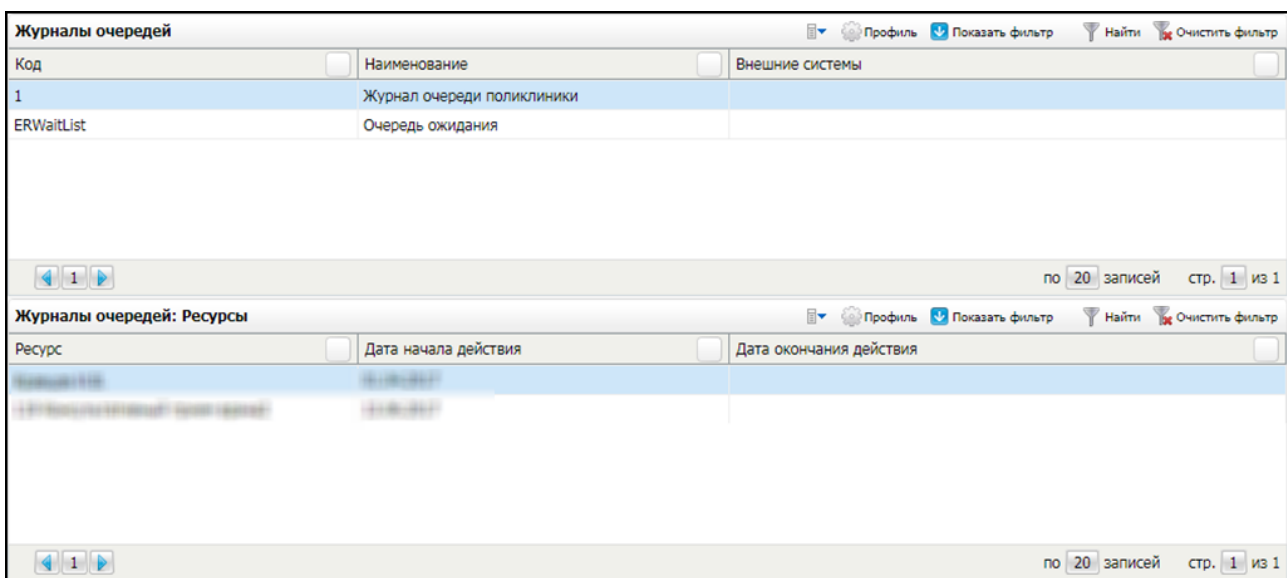 Журналы очередей Профиль Показать фильтр Найти Очистить фильтр
Код Наименование Внешние системы
1 Журнал очереди поликлиники
ERWaitList Очередь ожидания
1 по 20 записей стр. 1 из 1
Журналы очередей: Ресурсы Профиль Показать фильтр Найти Очистить фильтр
Ресурс Дата начала действия Дата окончания действия
1 по 20 записей стр. 1 из 1